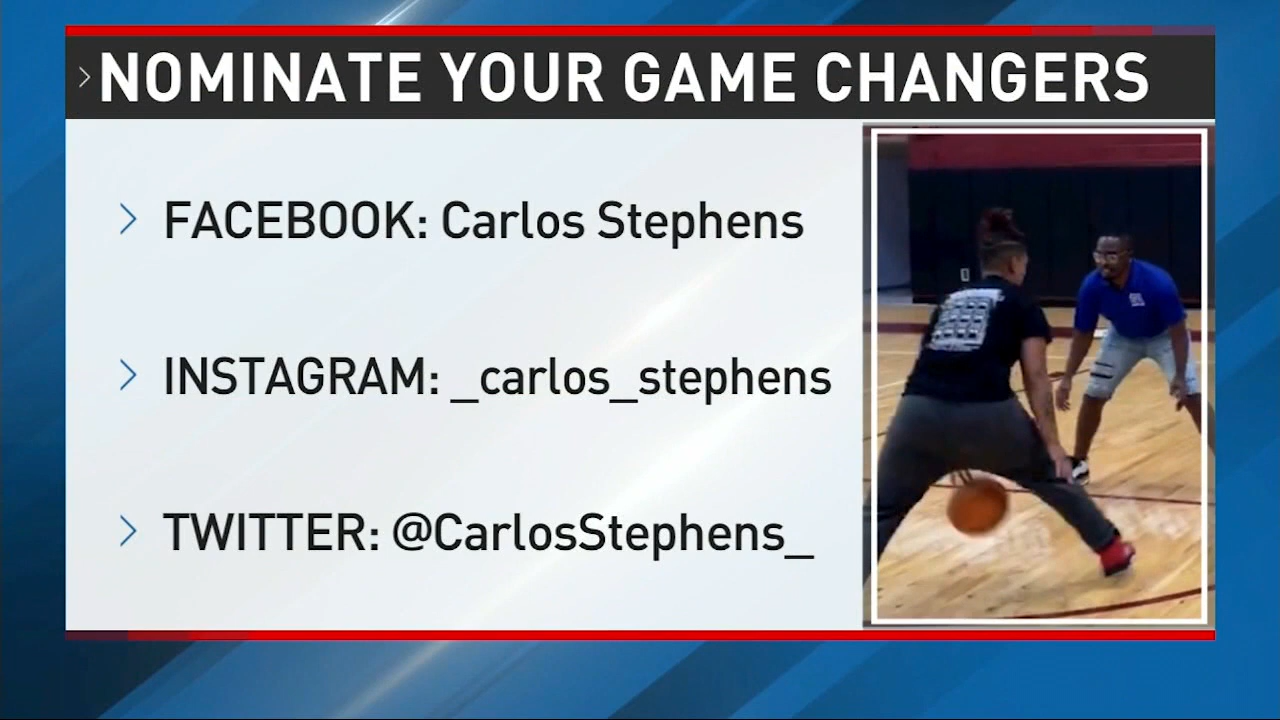 NOMINATE YOUR GAME CHANGERS
FACEBOOK: Carlos Stephens
INSTAGRAM: _carlos_stephens
TWITTER: @CarlosStephens_